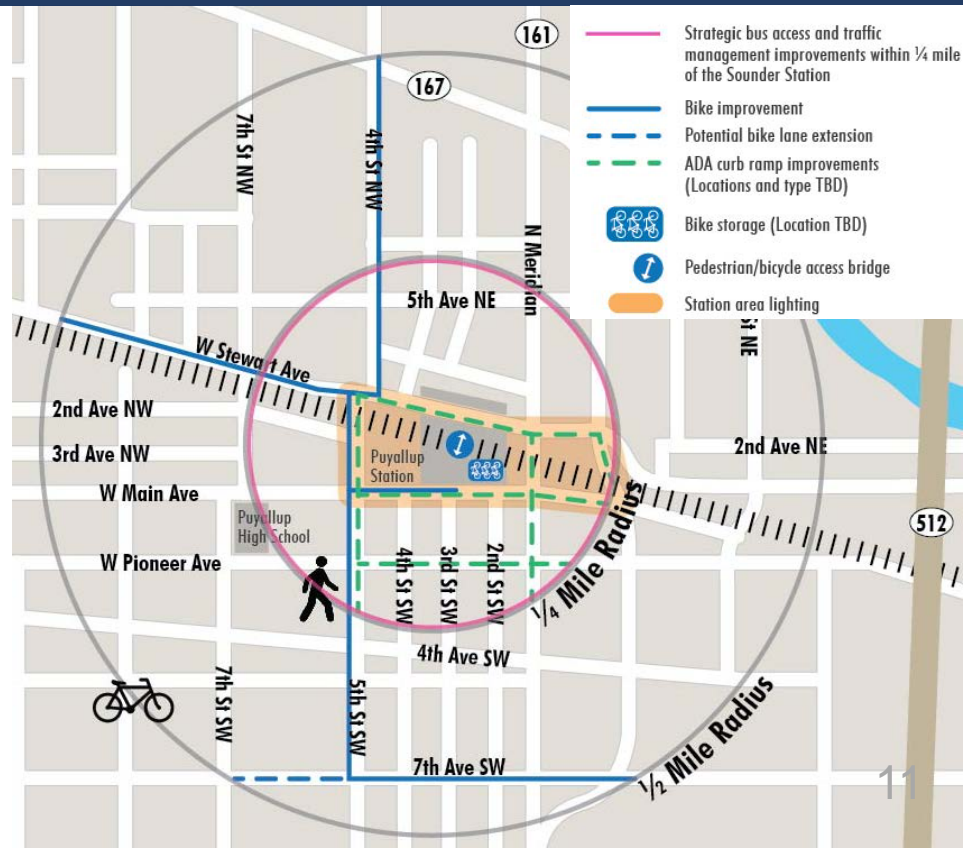 161
167
Strategic bus access and traffic
management improvements within ¼ mile
of the Sounder Station
Bike improvement
Potential bike lane extension
ADA curb ramp improvements
(Locations and type TBD)
Bike storage (Location TBD)
Pedestrian/bicycle access bridge
Station area lighting
7th St NW
4th St NW
N Meridian
5th Ave NE
St NE
W Stewart Ave
2nd Ave NW
3rd Ave NW
2nd Ave NE
Puyallup
Station
W Main Ave
Puyallup
High School
512
W Pioneer Ave
4th St SW
3rd St SW
2nd St SW
1/4 Mile Radius
4th Ave SW
7th St SW
5th St SW
7th Ave SW
1/2 Mile Radius
11